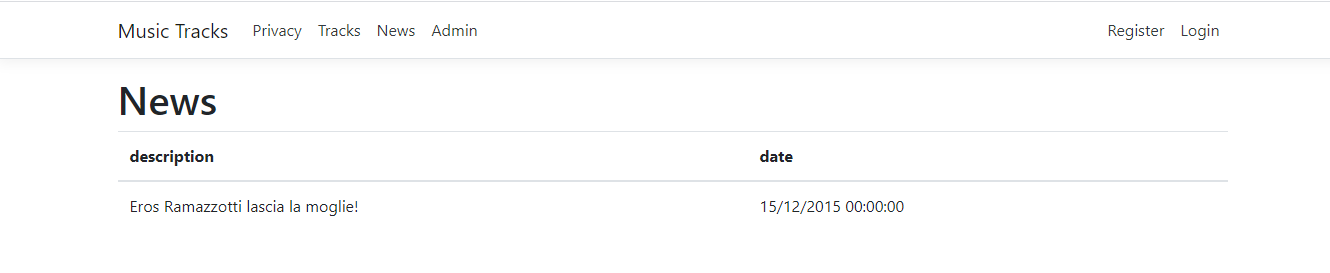 Music Tracks Privacy Tracks News Admin Register Login
News
description date
Eros Ramazzotti lascia la moglie! 15/12/2015 00:00:00